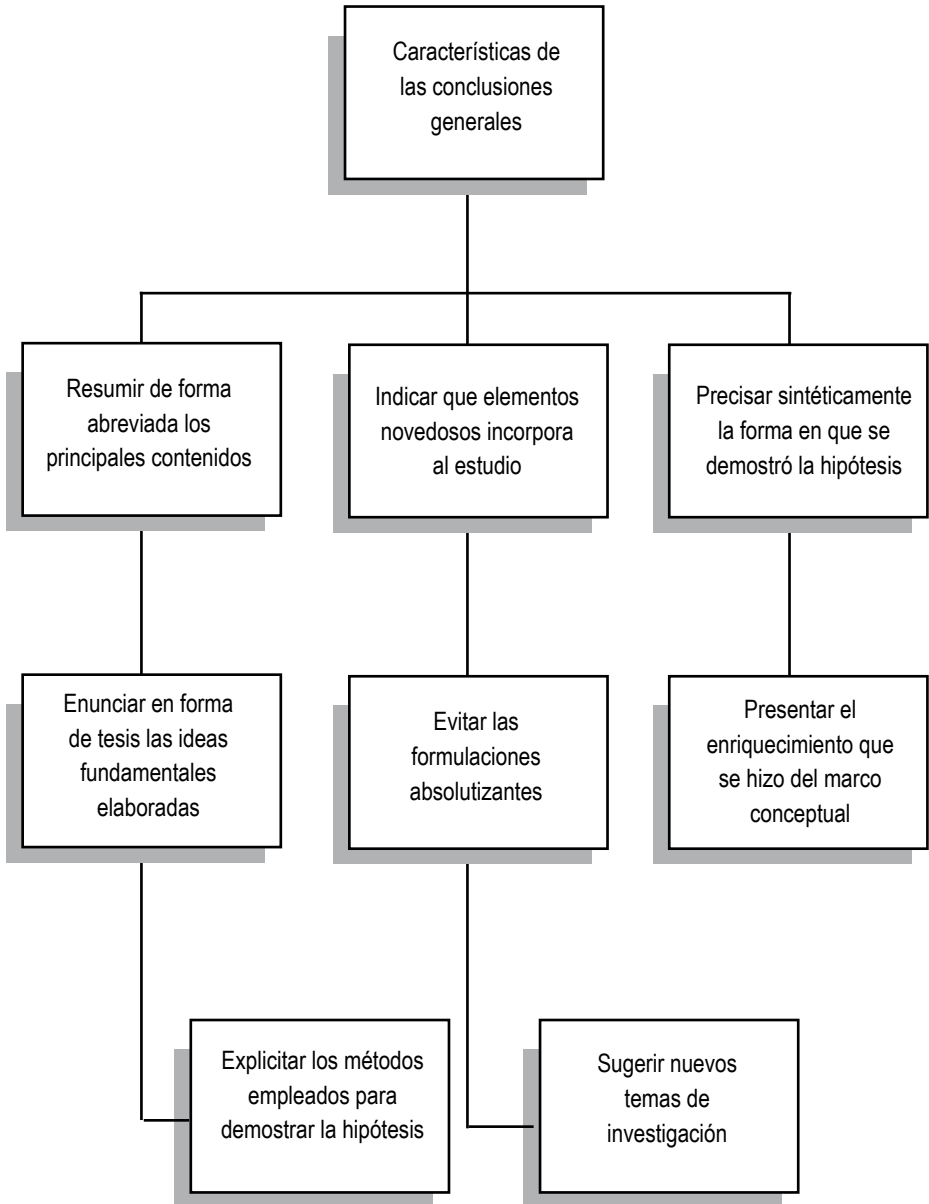 Características de
las conclusiones
generales
Resumir de forma
abreviada los
principales contenidos
Indicar que elementos
novedosos incorpora
al estudio
Precisar sintéticamente
la forma en que se
demostró la hipótesis
Enunciar en forma
de tesis las ideas
fundamentales
elaboradas
Evitar las
formulaciones
absolutizantes
Presentar el
enriquecimiento que
se hizo del marco
conceptual
Explicitar los métodos
empleados para
demostrar la hipótesis
Sugerir nuevos
temas de
investigación